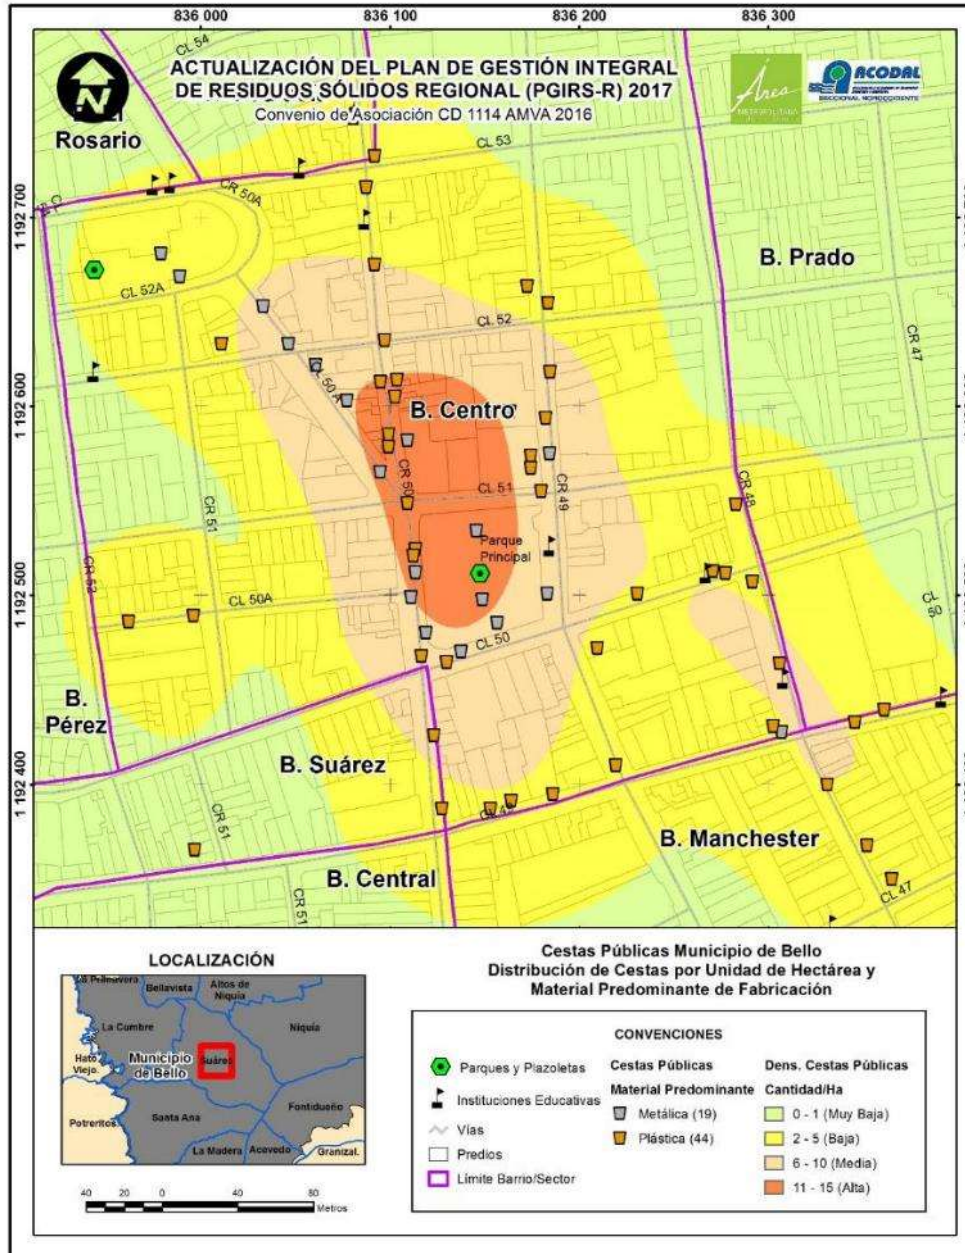 836 000
836 100
836 200
836 300
ACTUALIZACIÓN DEL PLAN DE GESTIÓN INTEGRAL
DE RESIDUOS SÓLIDOS REGIONAL (PGIRS-R) 2017
Convenio de Asociación CD 1114 AMVA 2016
N
Área
METROPOLITANA
ACODAL
SECCIONAL NOROCCIDENTE
CL 54
Rosario
CL 53
CR 50A
1 192 700
B. Prado
CL 52A
CL 52
CR 47
1 192 600
B. Centro
CR 50
CL 51
CR 49
CR 48
CR 51
Parque
Principal
CR 52
1 192 500
CL 50A
CL 50
CL 50
B.
Pérez
B. Suárez
1 192 400
CR 51
B. Manchester
B. Central
CR 51
CL 47
LOCALIZACIÓN
La Primavera
Bellavista
Altos de
Niquía
La Cumbre
Niquía
Hato
Viejo.
Municipio
de Bello
Suárez
Potreritos
Santa Ana
Fontidueño
La Madera
Acevedo
Granizal.
40 20 0 40 80
Metros
Cestas Públicas Municipio de Bello
Distribución de Cestas por Unidad de Hectárea y
Material Predominante de Fabricación
CONVENCIONES
Parques y Plazoletas
Instituciones Educativas
Vías
Predios
Límite Barrio/Sector
Cestas Públicas
Material Predominante
Metálica (19)
Plástica (44)
Dens. Cestas Públicas
Cantidad/Ha
0 - 1 (Muy Baja)
2 - 5 (Baja)
6 - 10 (Media)
11 - 15 (Alta)